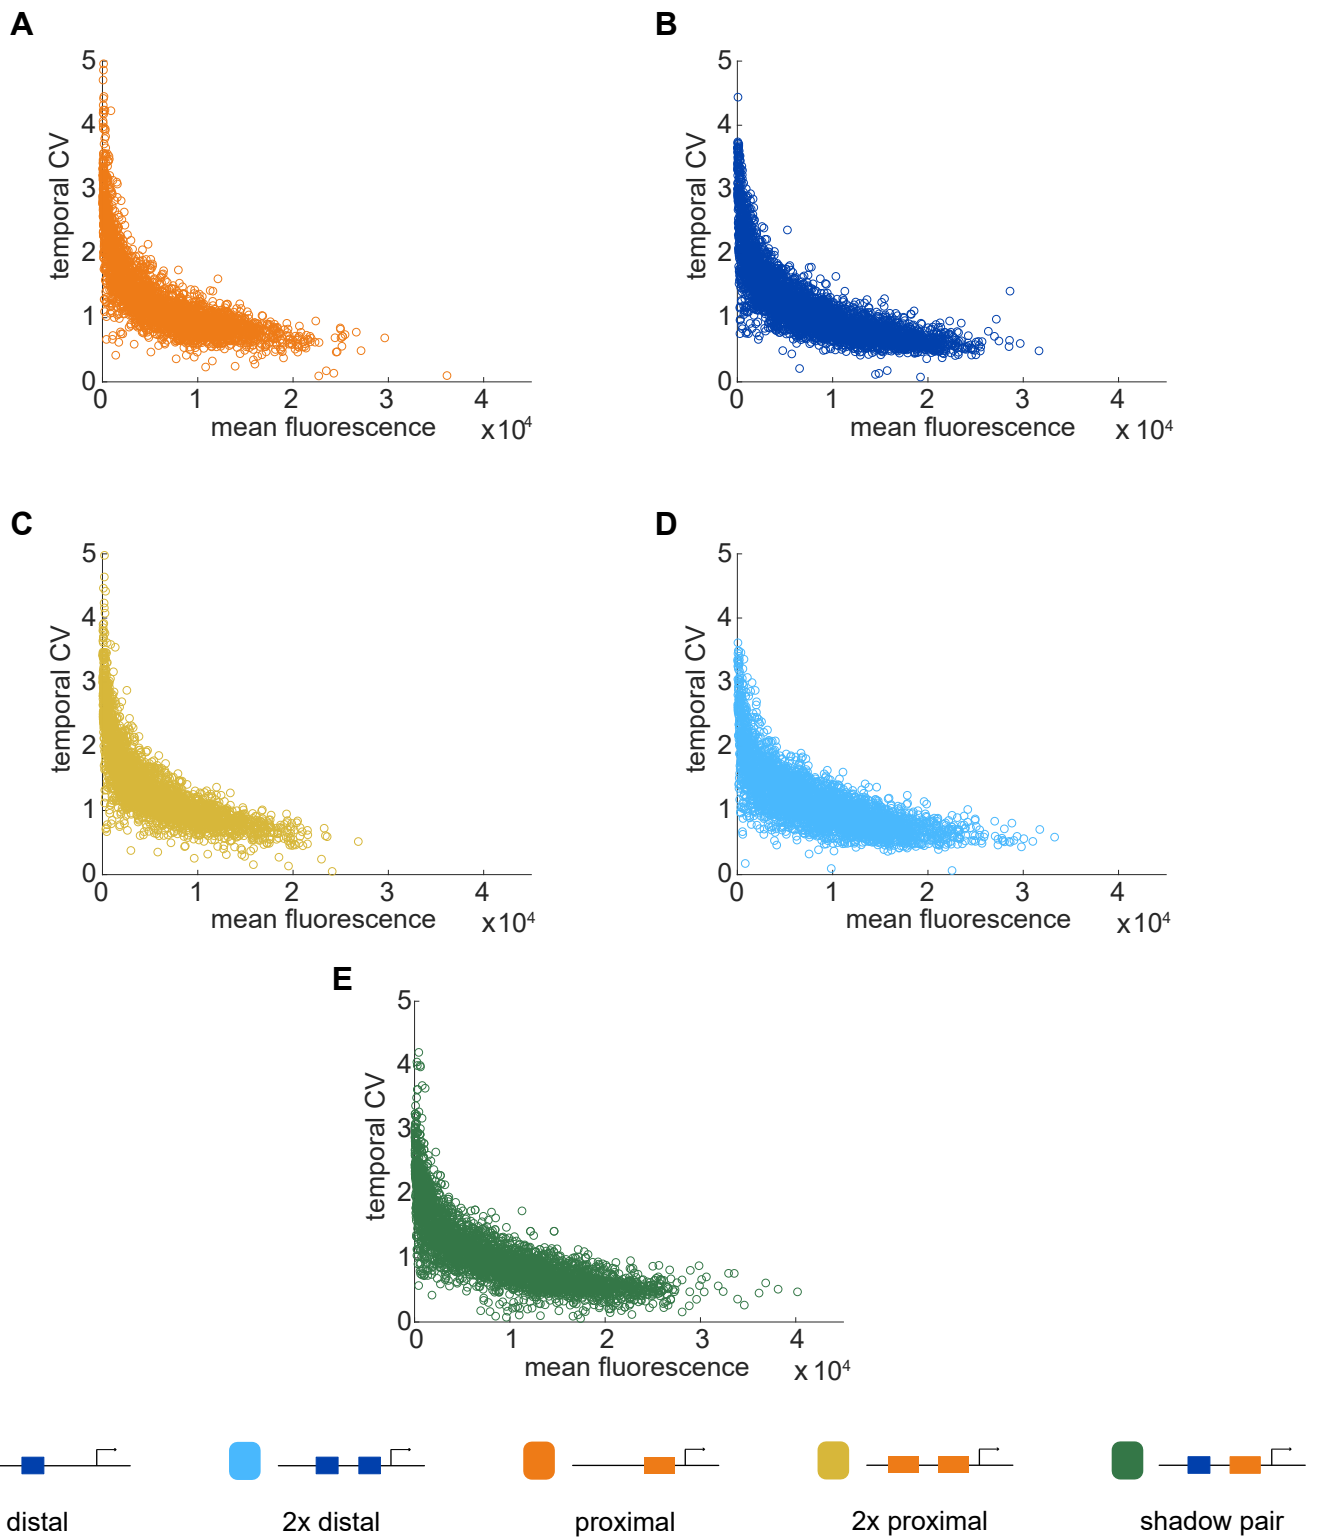 A
B
5
4
3
2
1
0
temporal CV
0 1 2 3 4
mean fluorescence
x10⁴
5
4
3
2
1
0
temporal CV
0 1 2 3 4
mean fluorescence
x 10⁴
C
D
5
4
3
2
1
0
temporal CV
0 1 2 3 4
mean fluorescence
x10⁴
5
4
3
2
1
0
temporal CV
0 1 2 3 4
mean fluorescence
x10⁴
E
5
4
3
2
1
0
temporal CV
0 1 2 3 4
mean fluorescence
x 10⁴
distal
2x distal
proximal
2x proximal
shadow pair